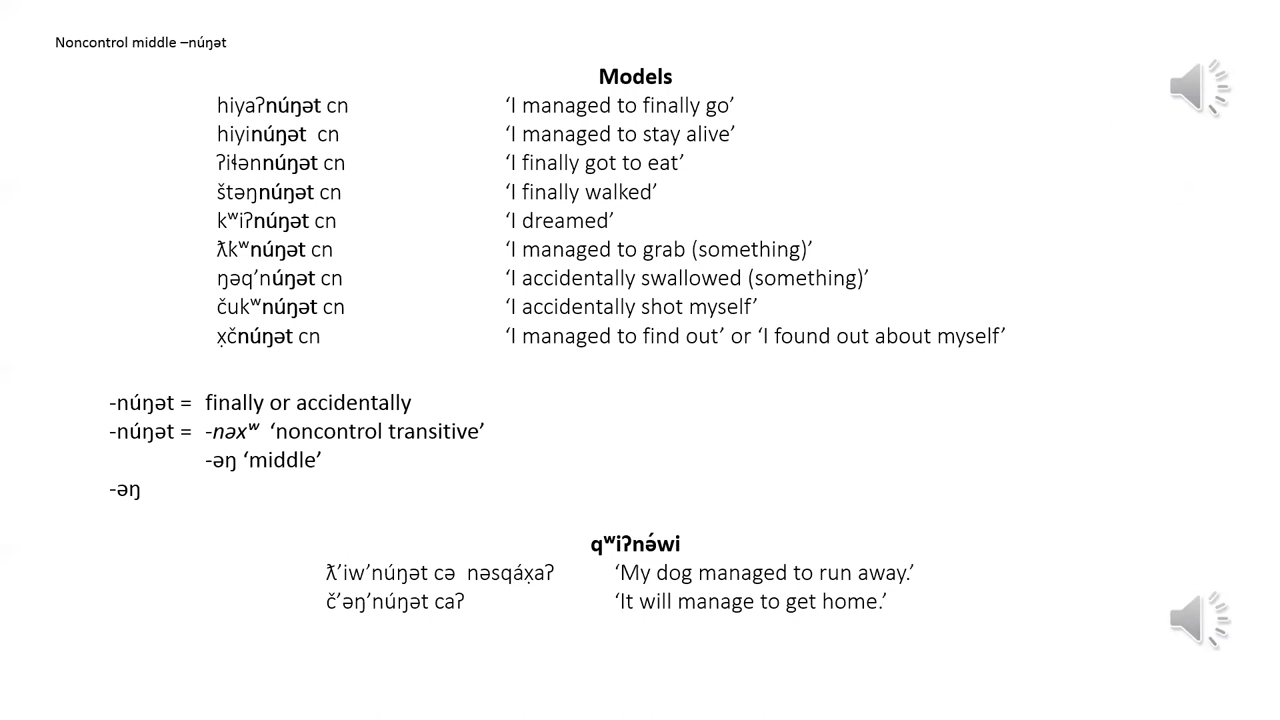 Noncontrol middle –núŋət
Models
hiyaʔnúŋət cn ‘I managed to finally go’
hiyinúŋət cn ‘I managed to stay alive’
ʔiɬənnúŋət cn ‘I finally got to eat’
štəŋnúŋət cn ‘I finally walked’
kʷiʔnúŋət cn ‘I dreamed’
ƛkʷnúŋət cn ‘I managed to grab (something)’
ŋəq’núŋət cn ‘I accidentally swallowed (something)’
čukʷnúŋət cn ‘I accidentally shot myself’
x̣čnúŋət cn ‘I managed to find out’ or ‘I found out about myself’
-núŋət = finally or accidentally
-núŋət = -nəxʷ ‘noncontrol transitive’
-əŋ ‘middle’
-əŋ
qʷiʔnə́wi
ƛ’iw’núŋət cə nəsqáx̣aʔ ‘My dog managed to run away.’
č’əŋ’núŋət caʔ ‘It will manage to get home.’